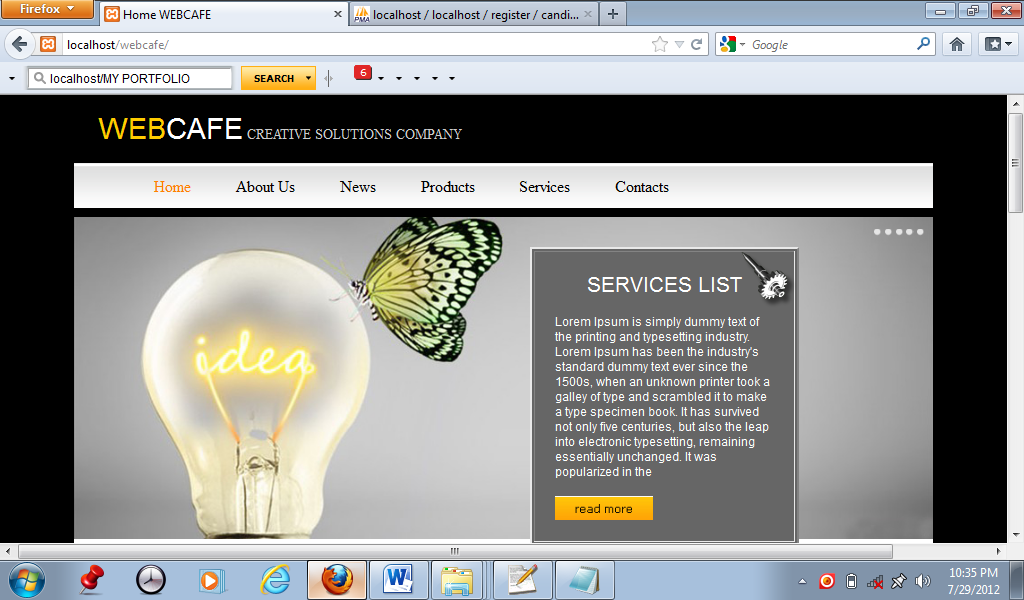 Firefox
Home WEBCAFE
PMA
localhost / localhost / register / candi...
localhost/webcafe/
Google
localhost/MY PORTFOLIO
SEARCH
6
WEBCAFE CREATIVE SOLUTIONS COMPANY
Home About Us News Products Services Contacts
idea
SERVICES LIST
Lorem Ipsum is simply dummy text of
the printing and typesetting industry.
Lorem Ipsum has been the industry's
standard dummy text ever since the
1500s, when an unknown printer took a
galley of type and scrambled it to make
a type specimen book. It has survived
not only five centuries, but also the leap
into electronic typesetting, remaining
essentially unchanged. It was
popularized in the
read more
10:35 PM
7/29/2012